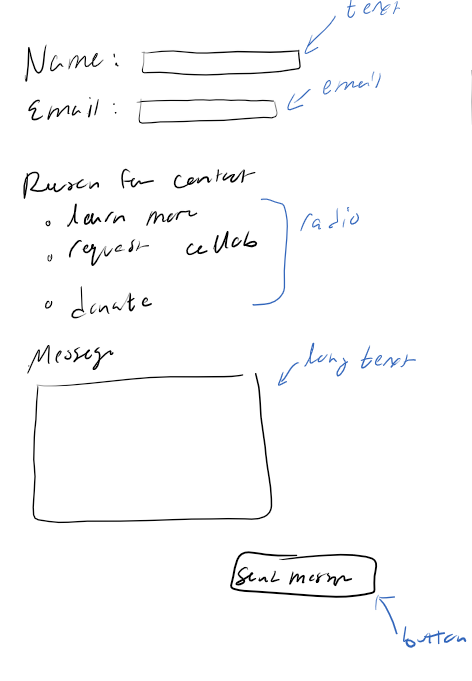 text
Name:
Email:
email
Reason for contact
learn more
radio
request collab
donate
Message
long text
Send message
button